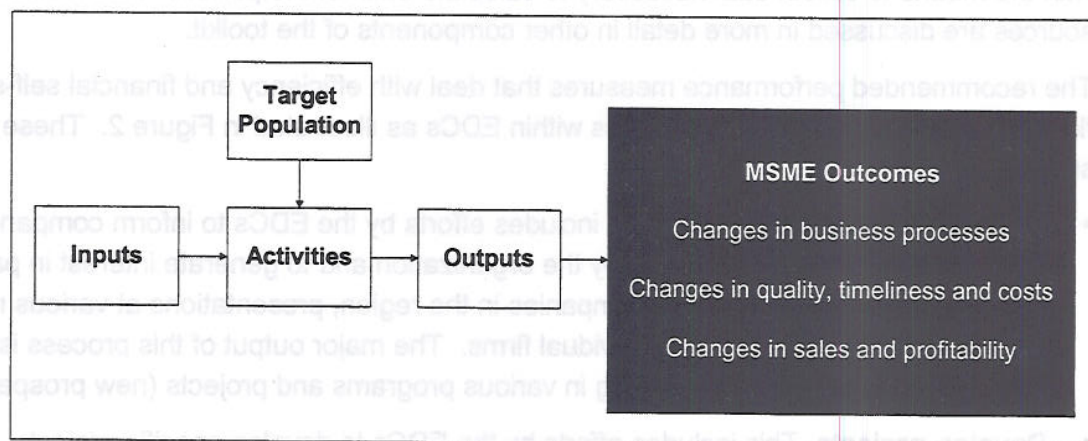 Target
Population
Inputs
Activities
Outputs
MSME Outcomes
Changes in business processes
Changes in quality, timeliness and costs
Changes in sales and profitability